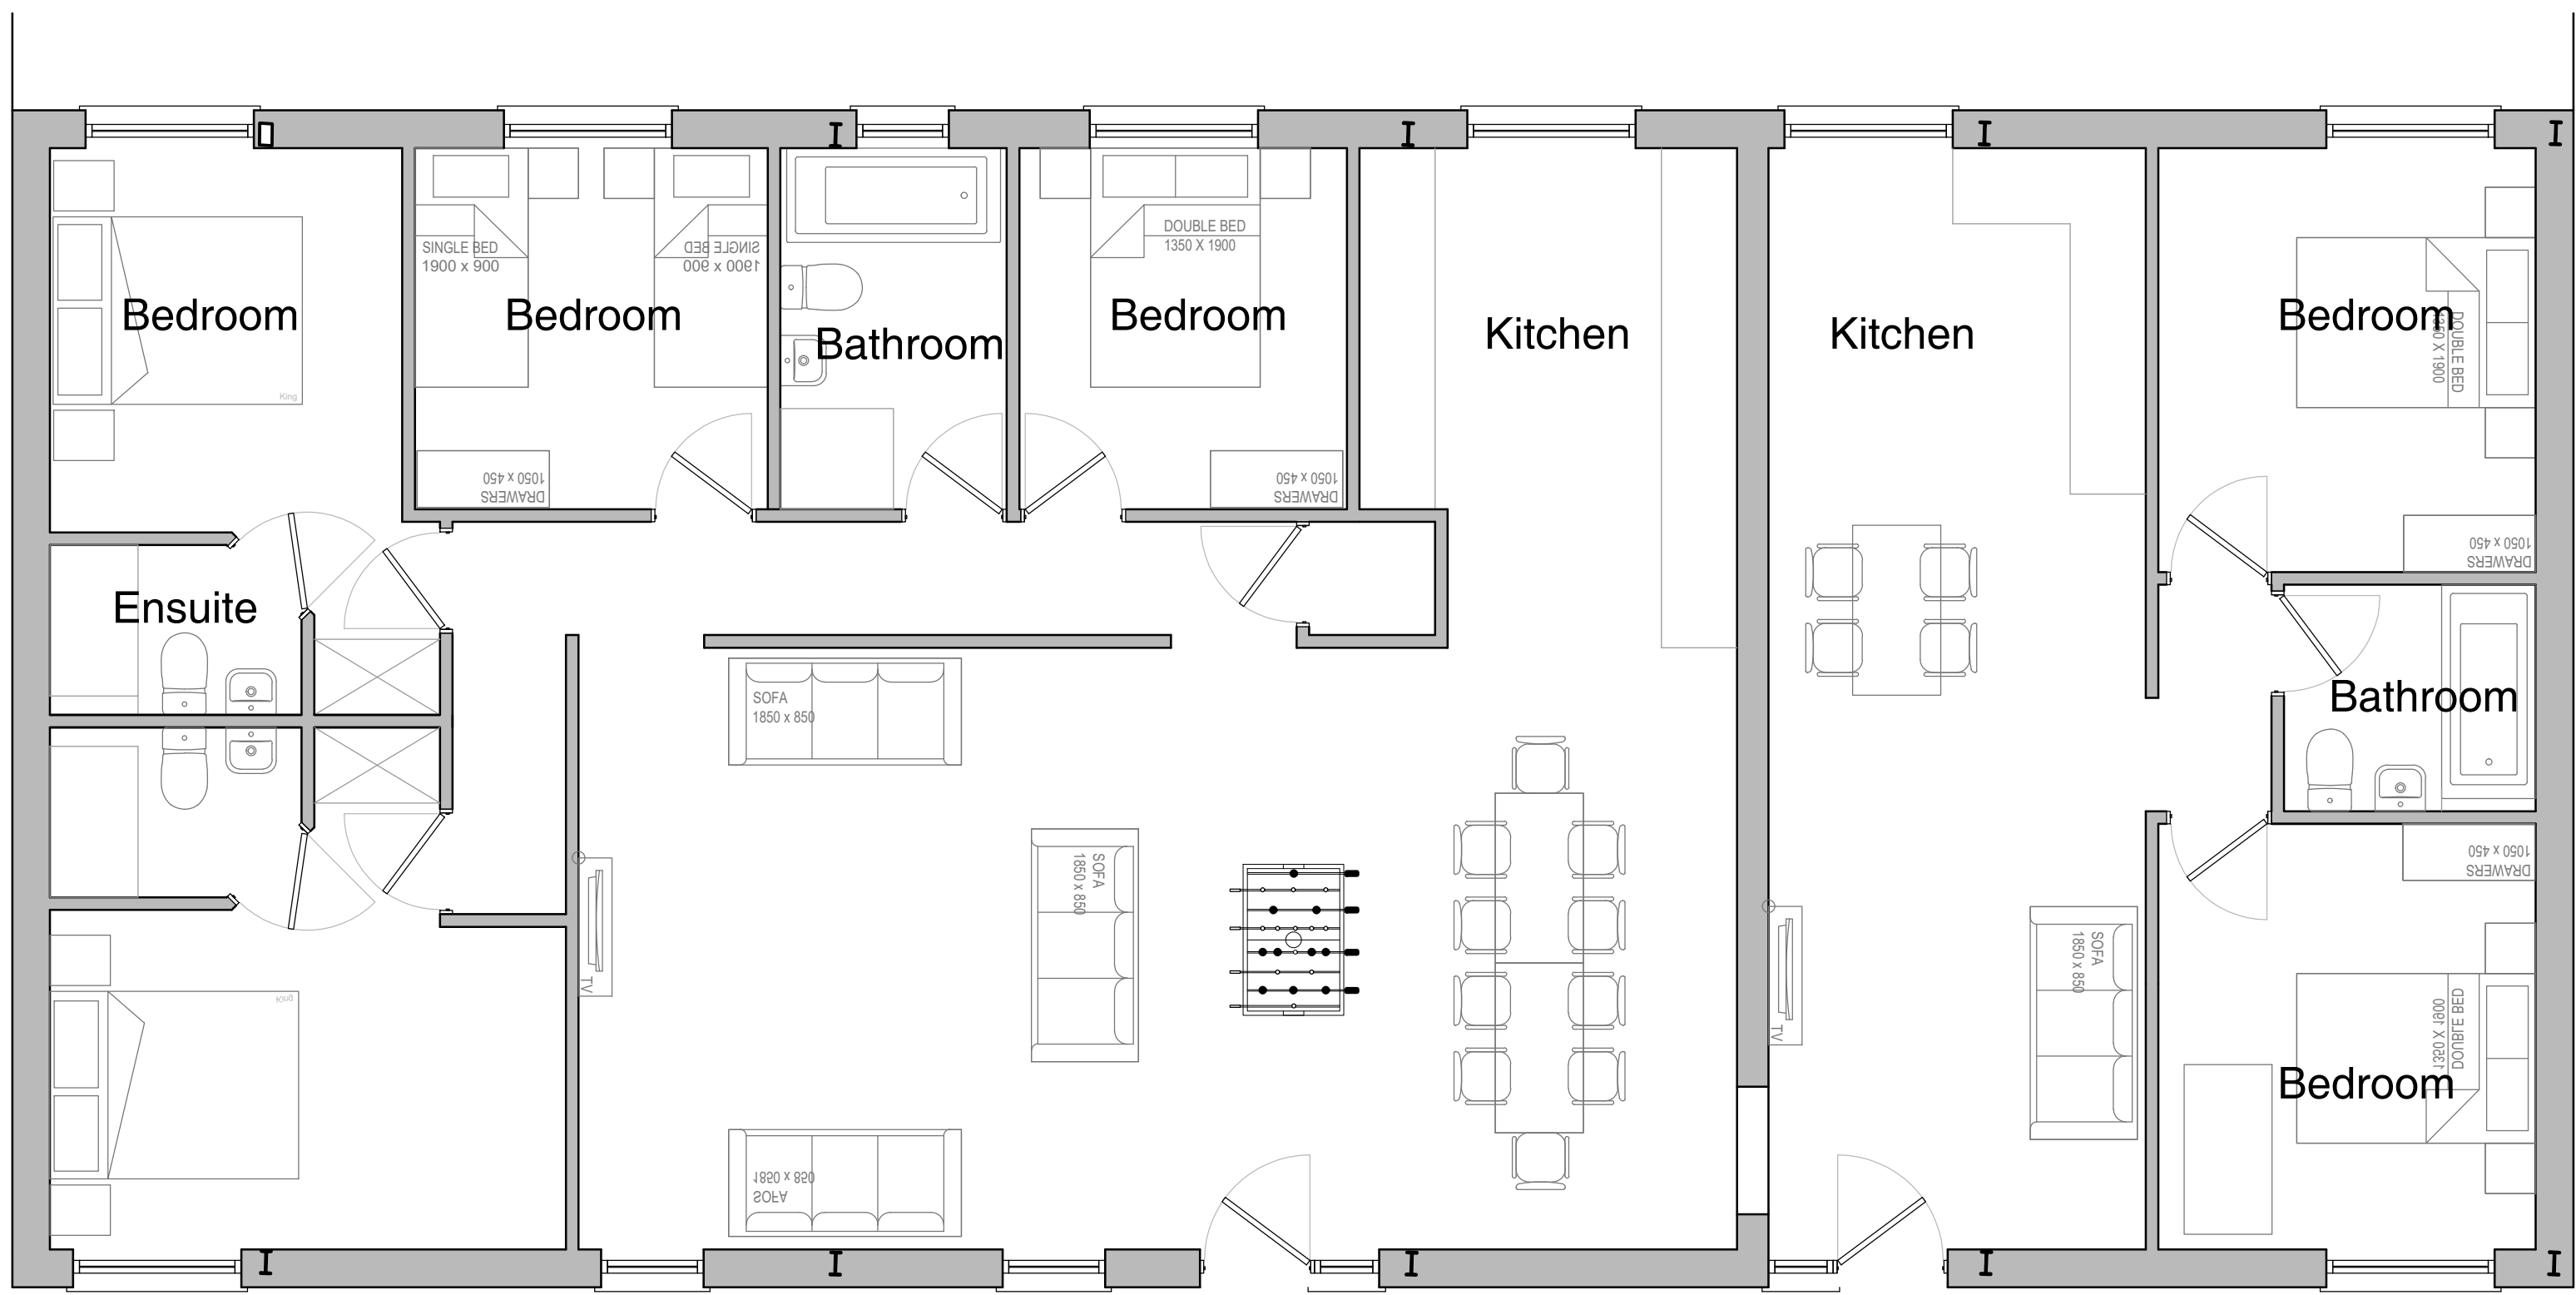 SINGLE BED
1900 x 900
SINGLE BED
1900 x 900
DOUBLE BED
1350 X 1900
Bedroom
King
Bedroom
Bathroom
Bedroom
Kitchen
Kitchen
Bedroom
DOUBLE BED
1350 X 1900
DRAWERS
1050 x 450
DRAWERS
1050 x 450
DRAWERS
1050 x 450
Ensuite
Bathroom
SOFA
1850 x 850
SOFA
1850 x 850
DRAWERS
1050 x 450
TV
SOFA
1850 x 850
TV
King
DOUBLE BED
1350 X 1900
Bedroom
SOFA
1850 x 850